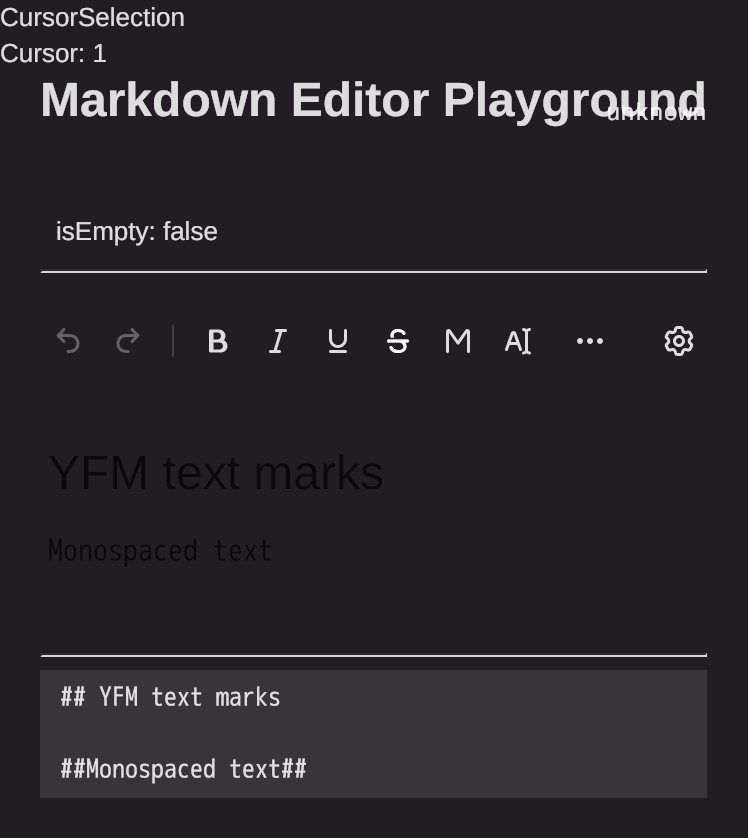 CursorSelection
Cursor: 1
Markdown Editor Playground
unknown
isEmpty: false
B I U S M A
YFM text marks
Monospaced text
## YFM text marks
##Monospaced text##